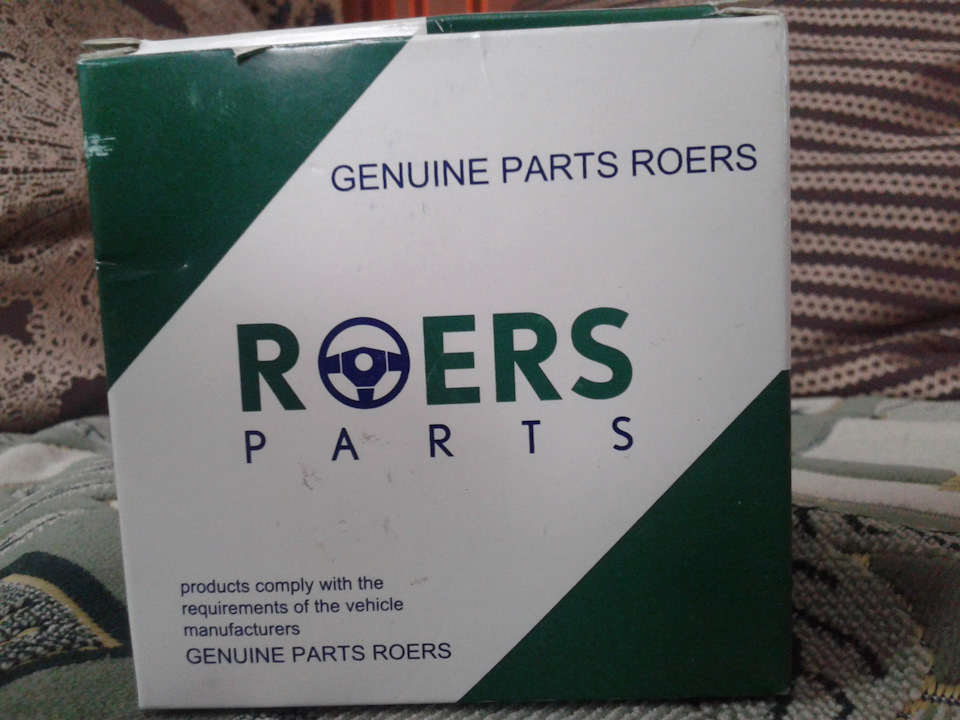 GENUINE PARTS ROERS
ROERS
PARTS
products comply with the
requirements of the vehicle
manufacturers
GENUINE PARTS ROERS